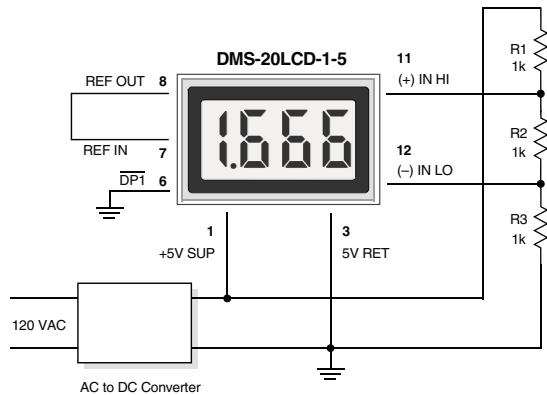 DMS-20LCD-1-5
11
(+) IN HI
R1
1k
REF OUT 8
1.666
REF IN 7
R2
1k
12
(–) IN LO
DP1 6
R3
1k
1
+5V SUP
3
5V RET
120 VAC
AC to DC Converter